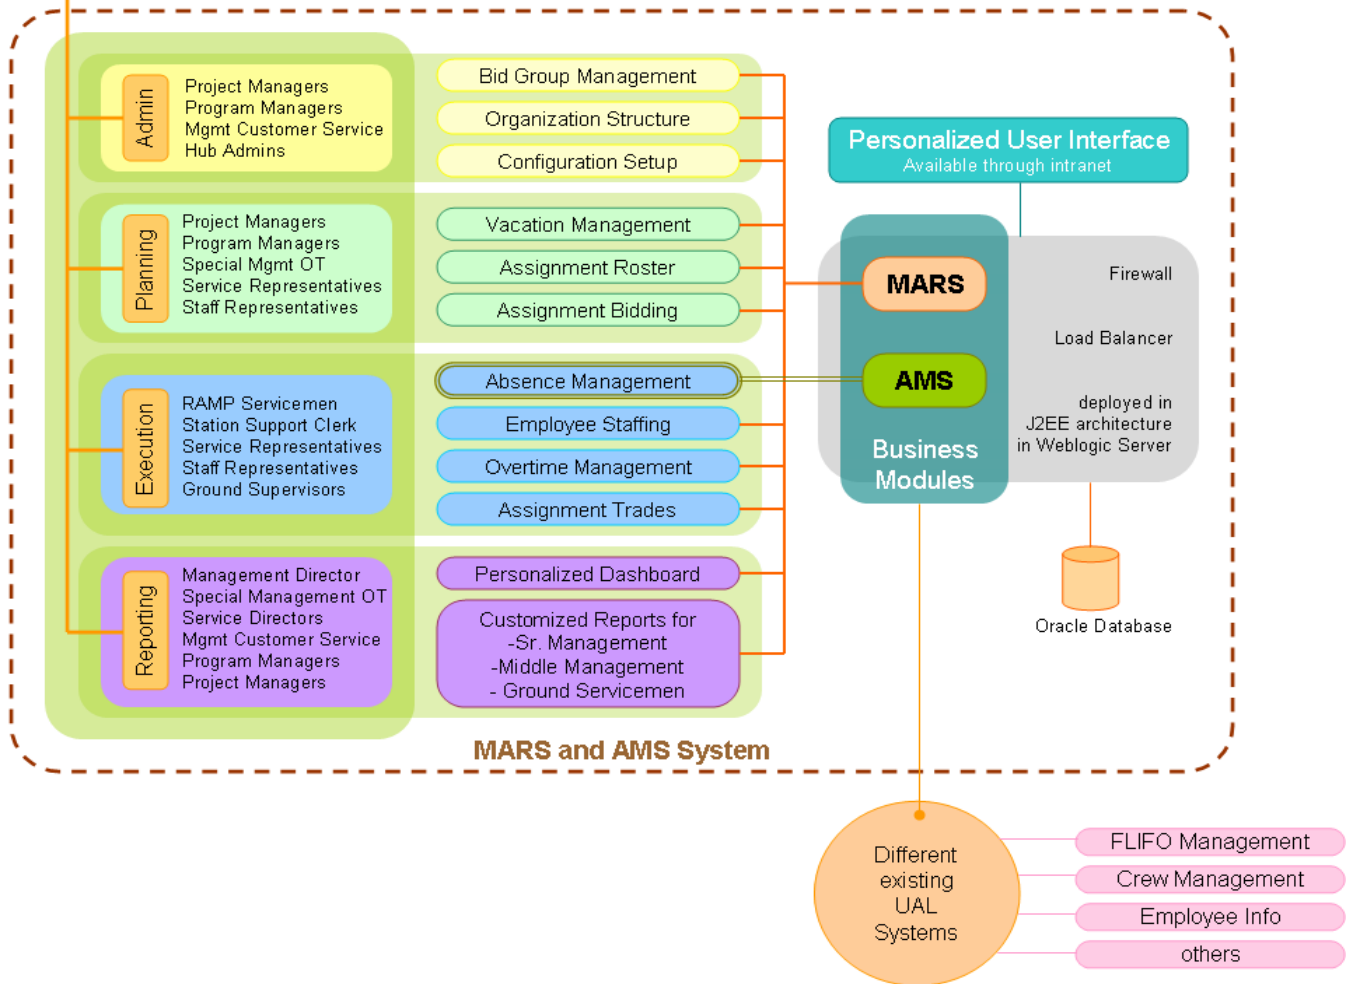 Admin
Project Managers
Program Managers
Mgmt Customer Service
Hub Admins
Bid Group Management
Organization Structure
Configuration Setup
Planning
Project Managers
Program Managers
Special Mgmt OT
Service Representatives
Staff Representatives
Vacation Management
Assignment Roster
Assignment Bidding
Execution
RAMP Servicemen
Station Support Clerk
Service Representatives
Staff Representatives
Ground Supervisors
Absence Management
Employee Staffing
Overtime Management
Assignment Trades
Reporting
Management Director
Special Management OT
Service Directors
Mgmt Customer Service
Program Managers
Project Managers
Personalized Dashboard
Customized Reports for
-Sr. Management
-Middle Management
- Ground Servicemen
Personalized User Interface
Available through intranet
MARS
AMS
Business
Modules
Firewall
Load Balancer
deployed in
J2EE architecture
in Weblogic Server
Oracle Database
MARS and AMS System
Different
existing
UAL
Systems
FLIFO Management
Crew Management
Employee Info
others